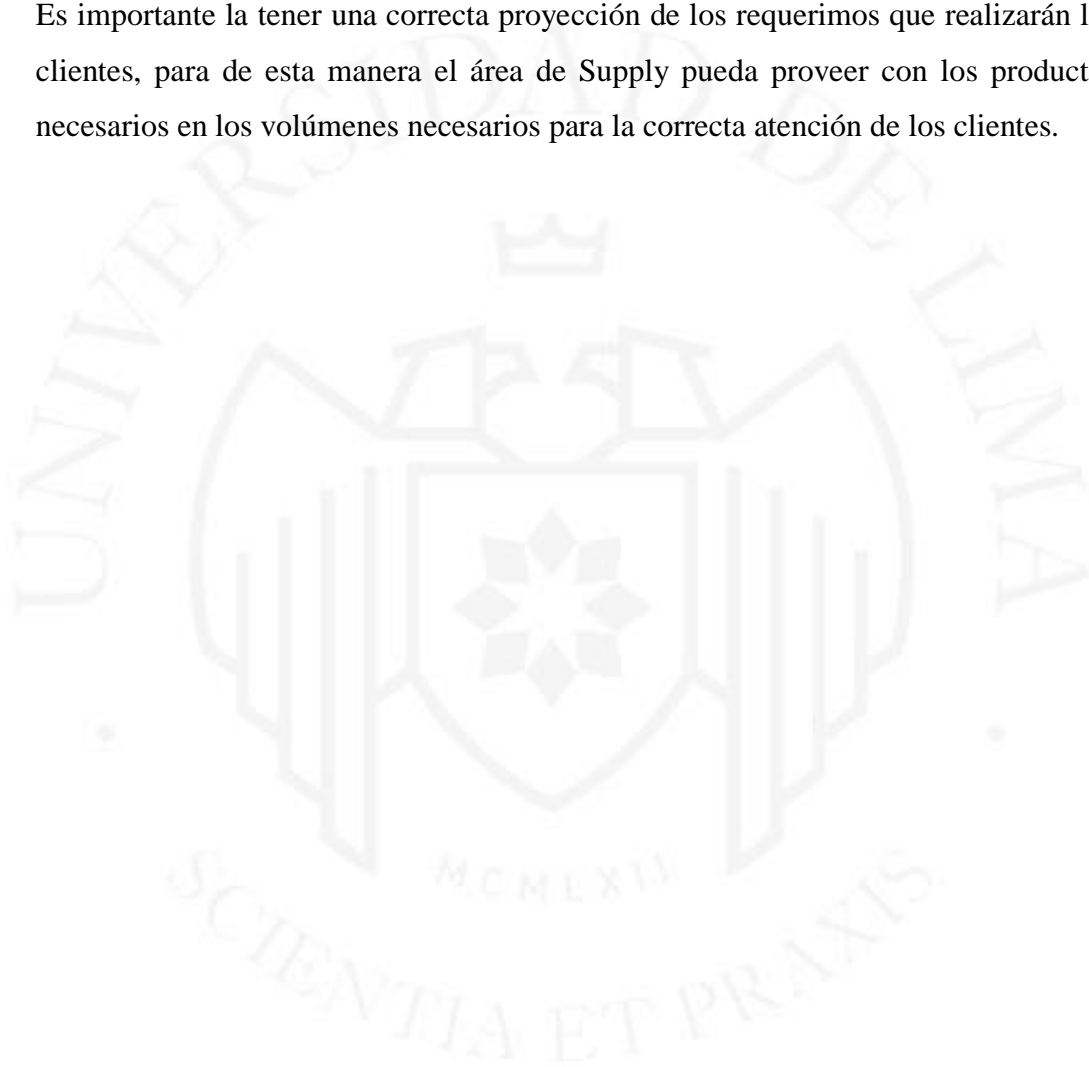 Es importante la tener una correcta proyección de los requerimos que realizarán l
clientes, para de esta manera el área de Supply pueda proveer con los product
necesarios en los volúmenes necesarios para la correcta atención de los clientes.
UNIVERSIDAD DE LIMA
MCMLXII
SCIENTIA ET PRAXIS